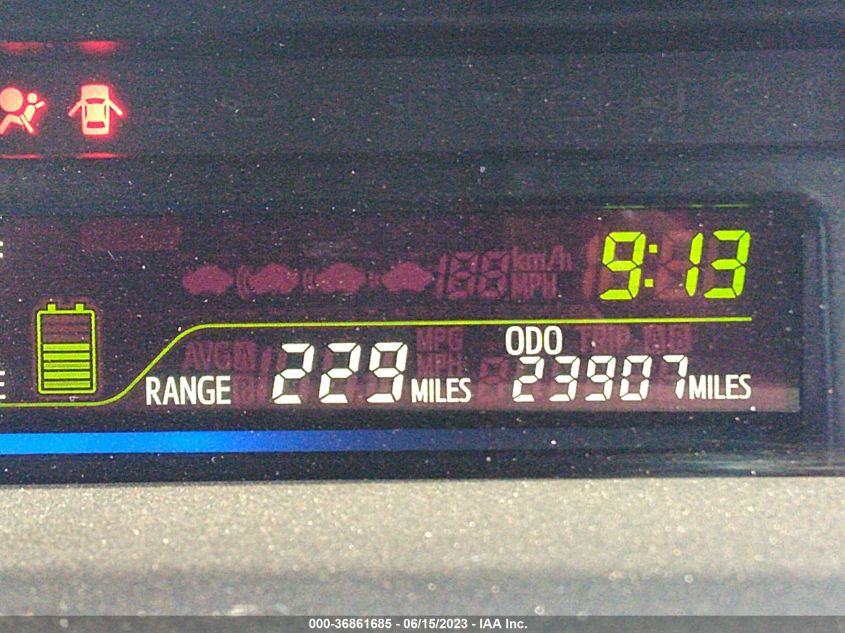 9:13
ODO
RANGE 229 MILES 23907 MILES
000-36861685 - 06/15/2023 - IAA Inc.